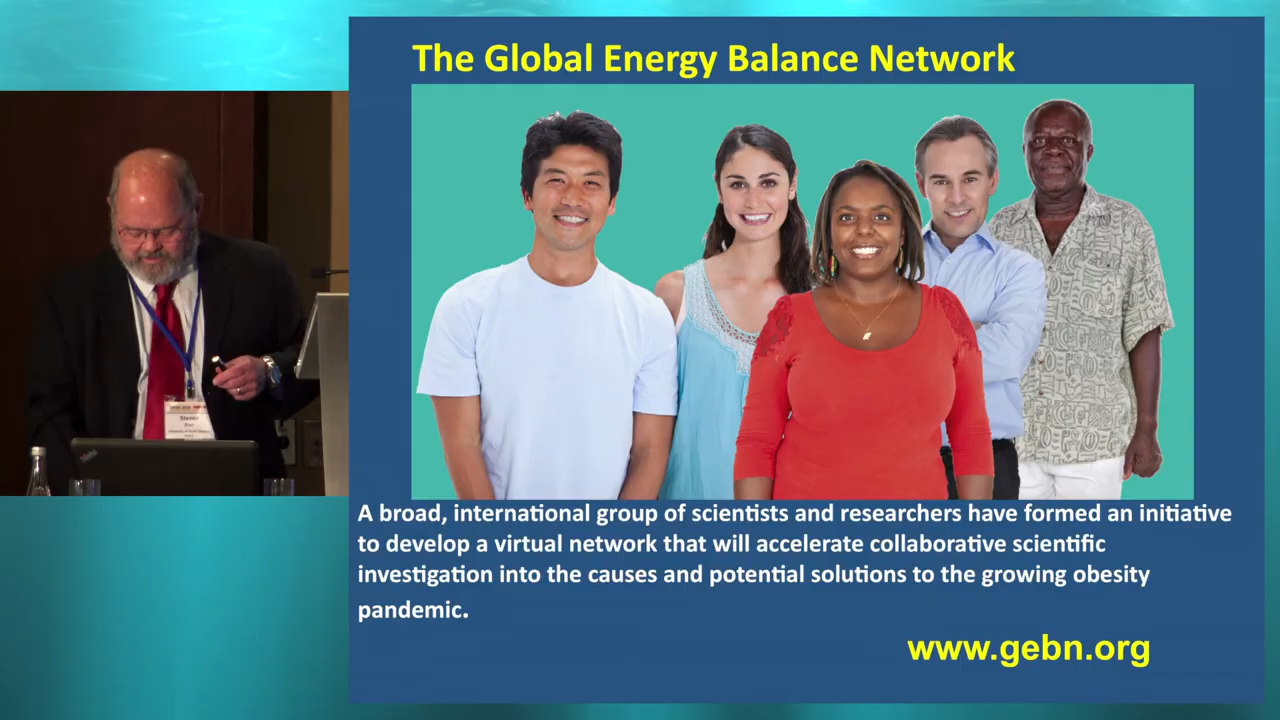 The Global Energy Balance Network
A broad, international group of scientists and researchers have formed an initiative
to develop a virtual network that will accelerate collaborative scientific
investigation into the causes and potential solutions to the growing obesity
pandemic.
www.gebn.org
Steven